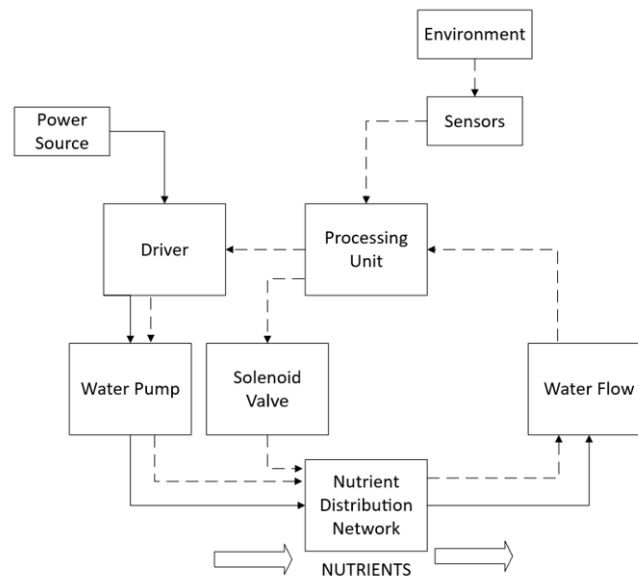 Environment
Power
Source
Sensors
Driver
Processing
Unit
Water Pump
Solenoid
Valve
Water Flow
Nutrient
Distribution
Network
NUTRIENTS